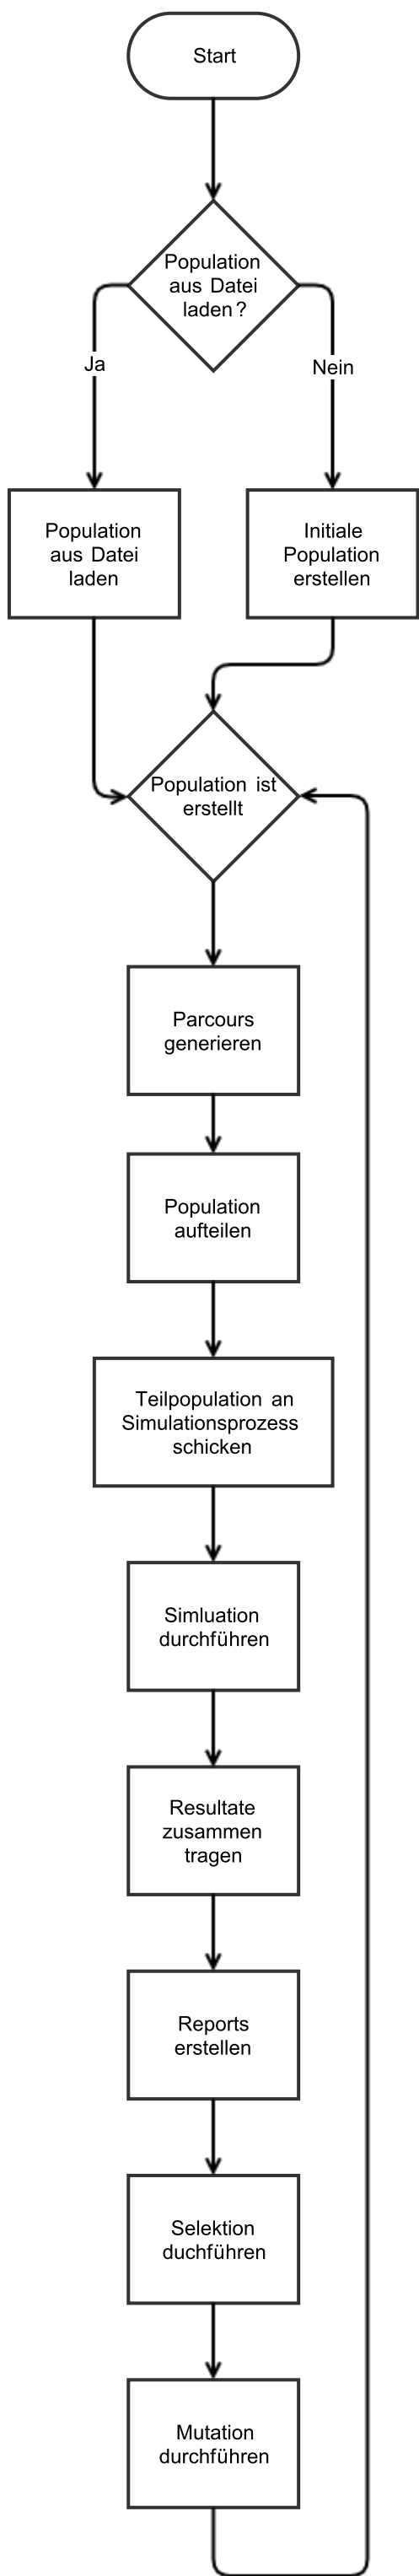 Start
Population
aus Datei
laden?
Ja
Nein
Population
aus Datei
laden
Initiale
Population
erstellen
Population ist
erstellt
Parcours
generieren
Population
aufteilen
Teilpopulation an
Simulationsprozess
schicken
Simluation
durchführen
Resultate
zusammen
tragen
Reports
erstellen
Selektion
duchführen
Mutation
durchführen